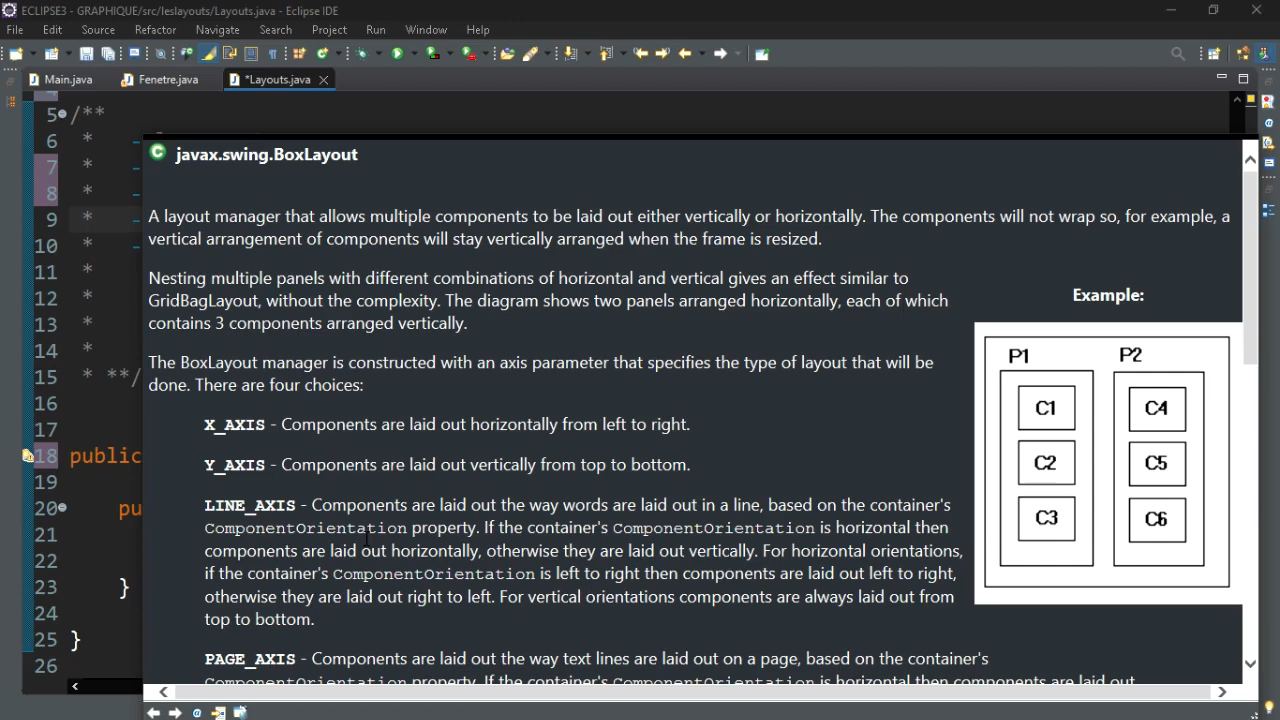 ECLIPSE3 - GRAPHIQUE/src/leslayouts/Layouts.java - Eclipse IDE
File Edit Source Refactor Navigate Search Project Run Window Help
Main.java Fenetre.java *Layouts.java
5 /**
6 * -
7 * -
8 * -
9 * -
10 * -
11 *
12 *
13 *
14 *
15 * **/
16
17
18 public
19
20 pu
21
22
23 }
24
25 }
26
javax.swing.BoxLayout
A layout manager that allows multiple components to be laid out either vertically or horizontally. The components will not wrap so, for example, a
vertical arrangement of components will stay vertically arranged when the frame is resized.
Nesting multiple panels with different combinations of horizontal and vertical gives an effect similar to
GridBagLayout, without the complexity. The diagram shows two panels arranged horizontally, each of which
contains 3 components arranged vertically.
The BoxLayout manager is constructed with an axis parameter that specifies the type of layout that will be
done. There are four choices:
X_AXIS - Components are laid out horizontally from left to right.
Y_AXIS - Components are laid out vertically from top to bottom.
LINE_AXIS - Components are laid out the way words are laid out in a line, based on the container's
ComponentOrientation property. If the container's ComponentOrientation is horizontal then
components are laid out horizontally, otherwise they are laid out vertically. For horizontal orientations,
if the container's ComponentOrientation is left to right then components are laid out left to right,
otherwise they are laid out right to left. For vertical orientations components are always laid out from
top to bottom.
PAGE_AXIS - Components are laid out the way text lines are laid out on a page, based on the container's
ComponentOrientation property. If the container's ComponentOrientation is horizontal then components are laid out
Example:
P1 P2
C1 C4
C2 C5
C3 C6